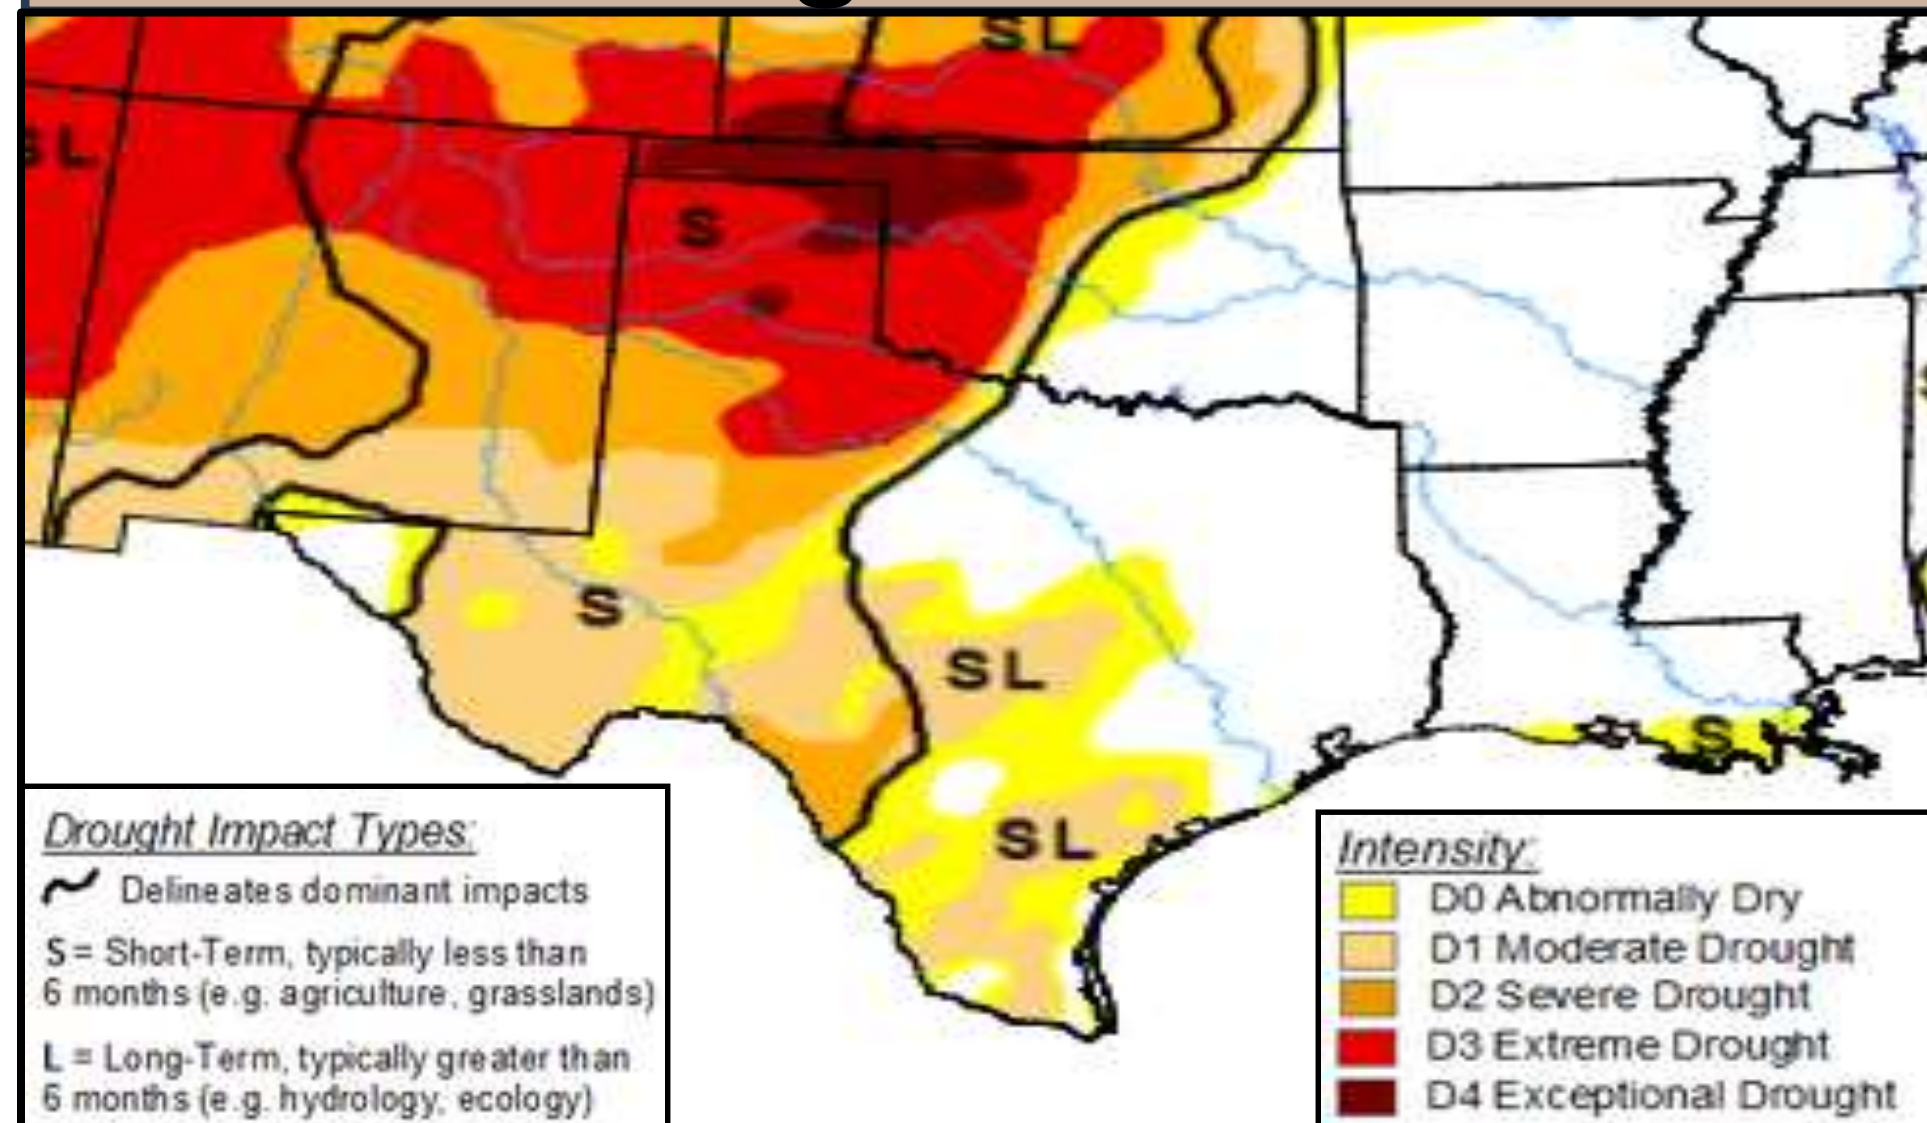 SL
SL
S
S
SL
SL
S
Drought Impact Types:
Delineates dominant impacts
S = Short-Term, typically less than
6 months (e.g. agriculture, grasslands)
L = Long-Term, typically greater than
6 months (e.g. hydrology, ecology)
Intensity:
D0 Abnormally Dry
D1 Moderate Drought
D2 Severe Drought
D3 Extreme Drought
D4 Exceptional Drought